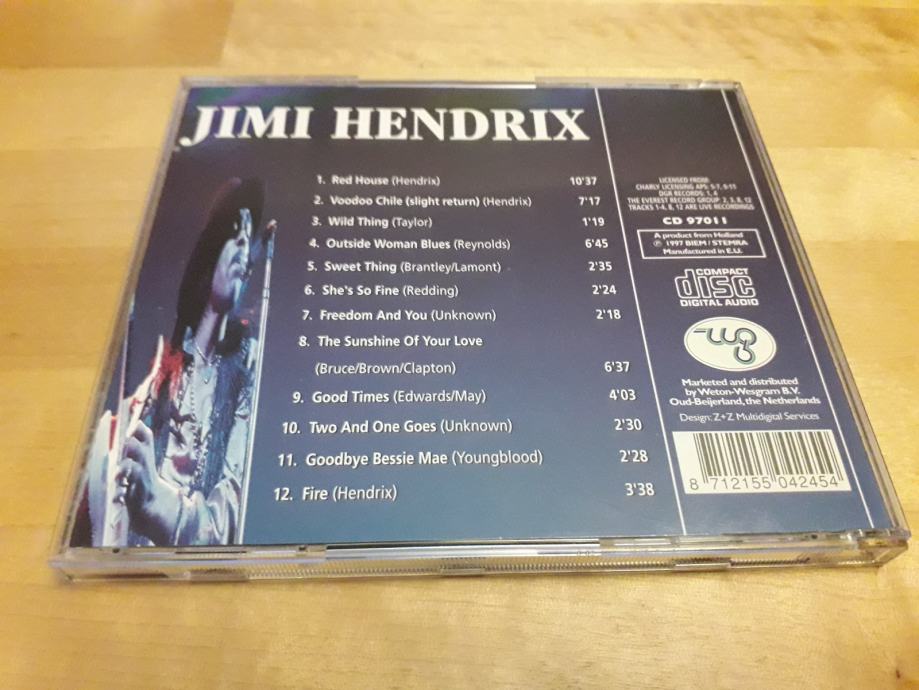 JIMI HENDRIX
1. Red House (Hendrix) 10'37
2. Voodoo Chile (slight return) (Hendrix) 7'17
3. Wild Thing (Taylor) 1'19
4. Outside Woman Blues (Reynolds) 6'45
5. Sweet Thing (Brantley/Lamont) 2'35
6. She's So Fine (Redding) 2'24
7. Freedom And You (Unknown) 2'18
8. The Sunshine Of Your Love
(Bruce/Brown/Clapton) 6'37
9. Good Times (Edwards/May) 4'03
10. Two And One Goes (Unknown) 2'30
11. Goodbye Bessie Mae (Youngblood) 2'28
12. Fire (Hendrix) 3'38
LICENSED FROM:
CHARLY LICENSING APS: 5-7, 9-11
DGR RECORDS: 1, 4
THE EVEREST RECORD GROUP 2, 3, 8, 12
TRACKS 1-4, 8, 12 ARE LIVE RECORDINGS
CD 97011
A product from Holland
℗ 1997 BIEM / STEMRA
Manufactured in E.U.
COMPACT
disc
DIGITAL AUDIO
Marketed and distributed
by Weton-Wesgram B.V.
Oud-Beijerland, the Netherlands
Design: Z+Z Multidigital Services
8 712155 042454